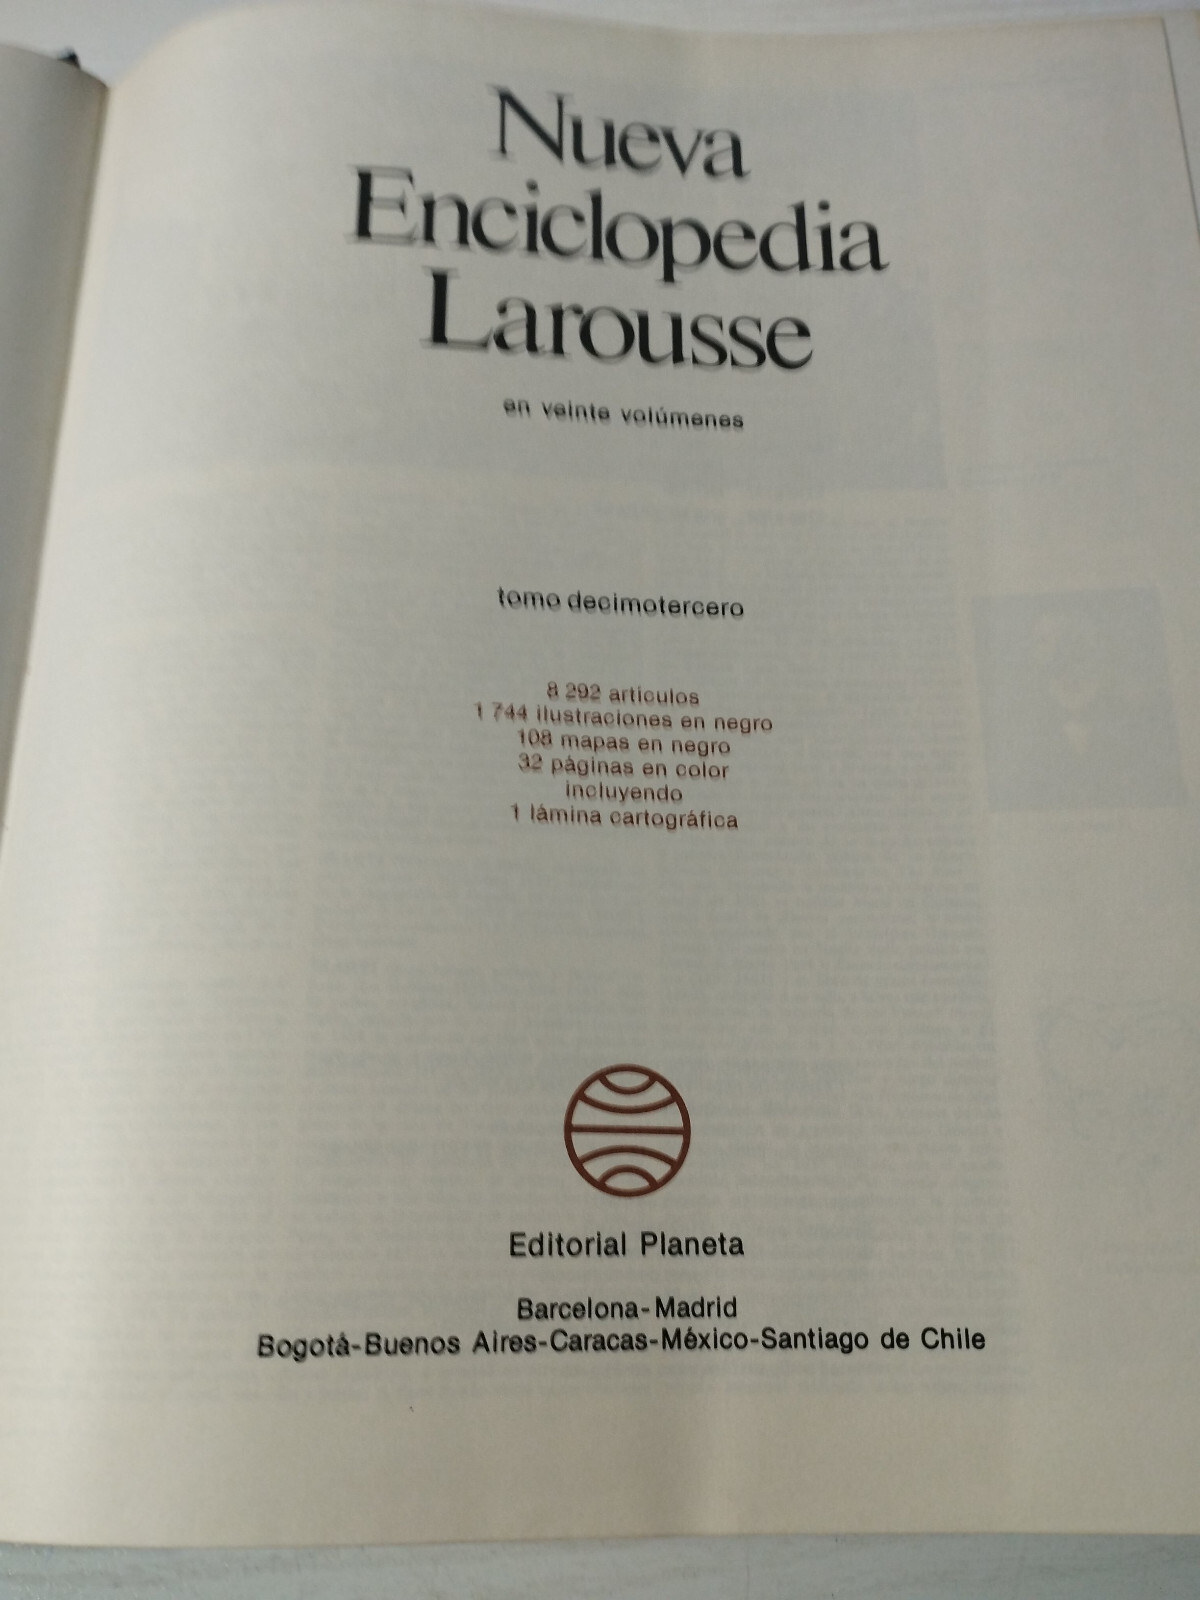 Nueva
Enciclopedia
Larousse
en veinte volúmenes
tomo decimotercero
8 292 artículos
1 744 ilustraciones en negro
108 mapas en negro
32 páginas en color
incluyendo
1 lámina cartográfica
Editorial Planeta
Barcelona-Madrid
Bogotá-Buenos Aires-Caracas-México-Santiago de Chile